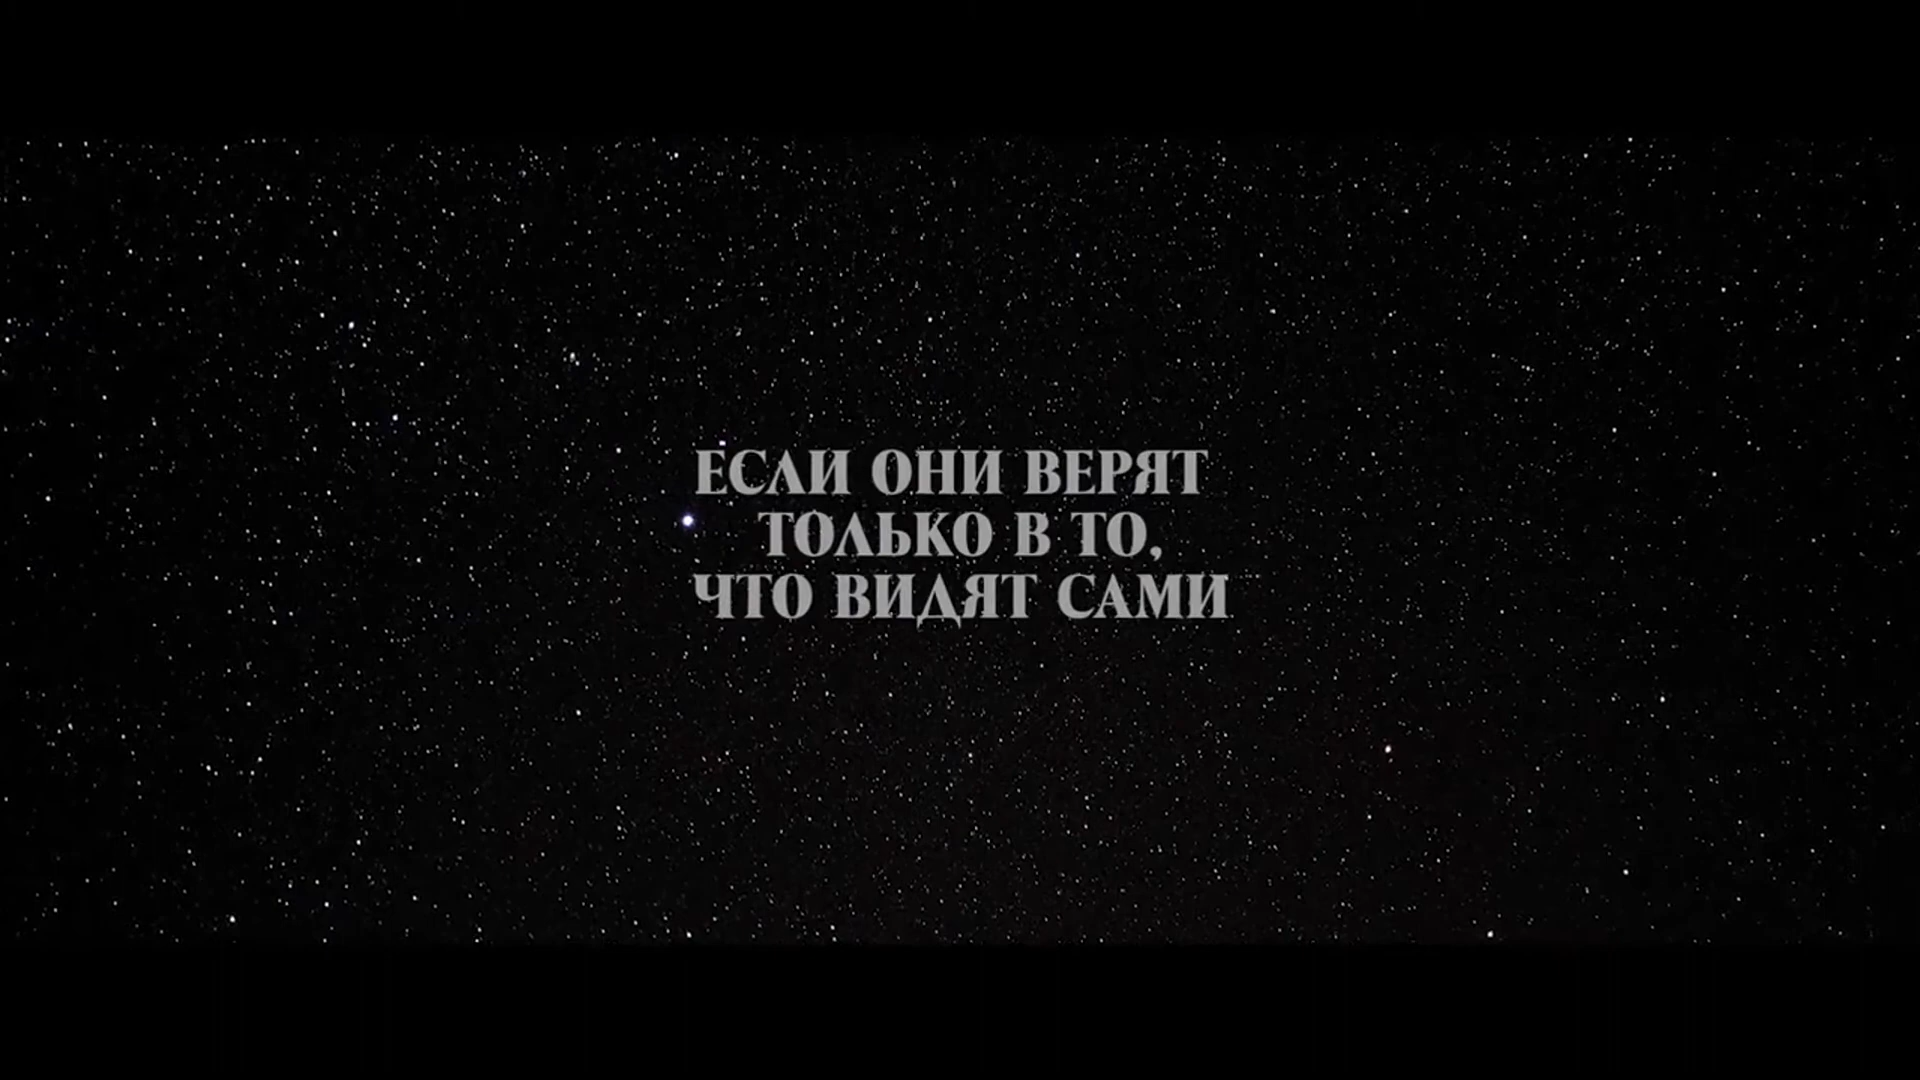 ЕСЛИ ОНИ ВЕРЯТ
ТОЛЬКО В ТО,
ЧТО ВИДЯТ САМИ